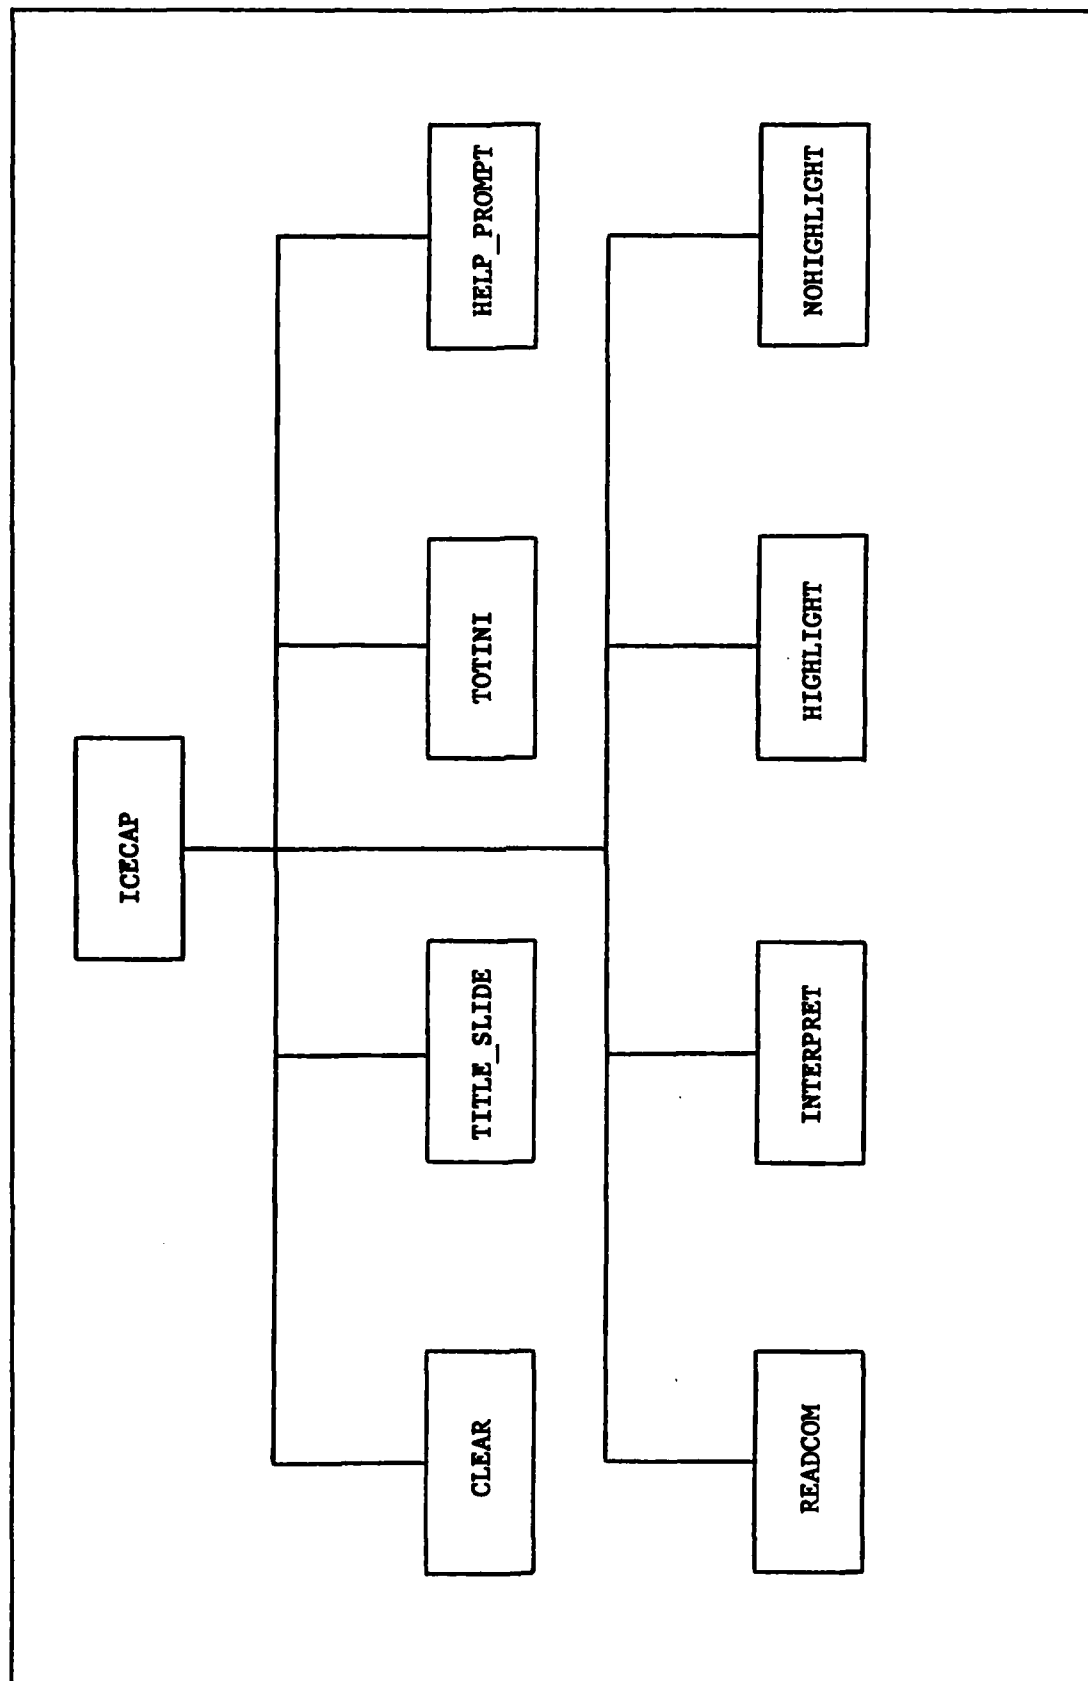 ICECAP
CLEAR
TITLE_SLIDE
TOTINI
HELP_PROMPT
READCOM
INTERPRET
HIGHLIGHT
NOHIGHLIGHT